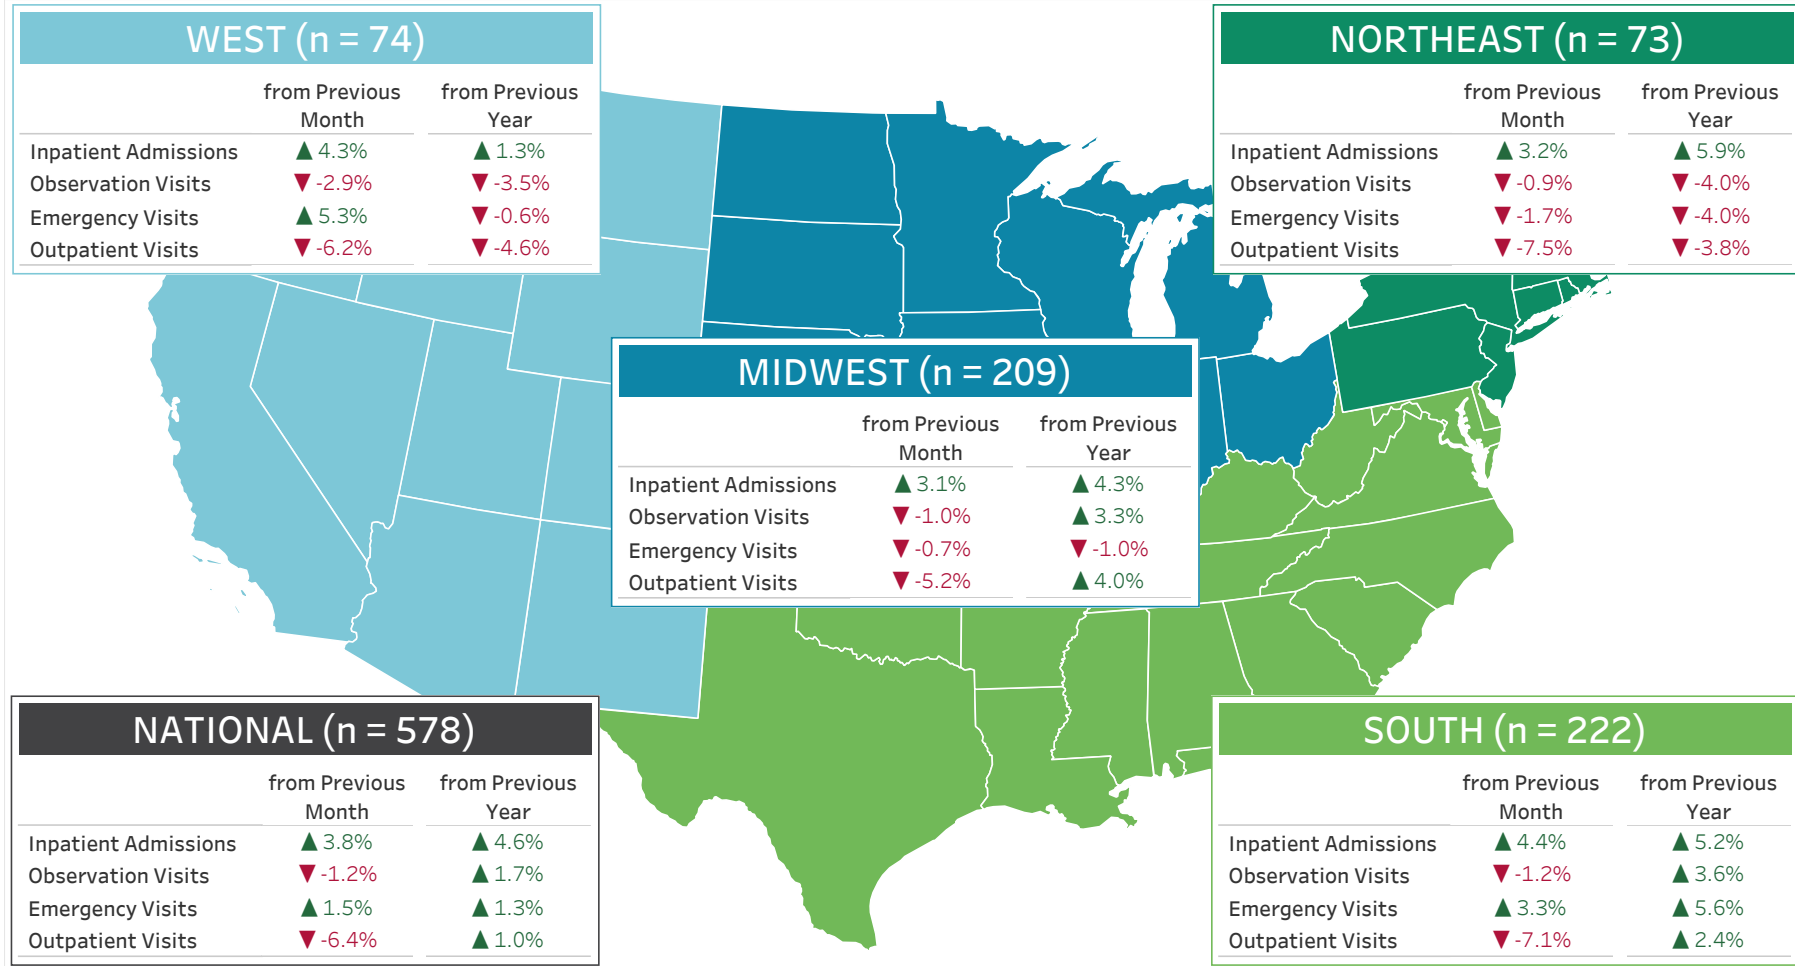 WEST (n = 74)
from Previous Month from Previous Year
Inpatient Admissions ▲ 4.3% ▲ 1.3%
Observation Visits ▼ -2.9% ▼ -3.5%
Emergency Visits ▲ 5.3% ▼ -0.6%
Outpatient Visits ▼ -6.2% ▼ -4.6%
NORTHEAST (n = 73)
from Previous Month from Previous Year
Inpatient Admissions ▲ 3.2% ▲ 5.9%
Observation Visits ▼ -0.9% ▼ -4.0%
Emergency Visits ▼ -1.7% ▼ -4.0%
Outpatient Visits ▼ -7.5% ▼ -3.8%
MIDWEST (n = 209)
from Previous Month from Previous Year
Inpatient Admissions ▲ 3.1% ▲ 4.3%
Observation Visits ▼ -1.0% ▲ 3.3%
Emergency Visits ▼ -0.7% ▼ -1.0%
Outpatient Visits ▼ -5.2% ▲ 4.0%
NATIONAL (n = 578)
from Previous Month from Previous Year
Inpatient Admissions ▲ 3.8% ▲ 4.6%
Observation Visits ▼ -1.2% ▲ 1.7%
Emergency Visits ▲ 1.5% ▲ 1.3%
Outpatient Visits ▼ -6.4% ▲ 1.0%
SOUTH (n = 222)
from Previous Month from Previous Year
Inpatient Admissions ▲ 4.4% ▲ 5.2%
Observation Visits ▼ -1.2% ▲ 3.6%
Emergency Visits ▲ 3.3% ▲ 5.6%
Outpatient Visits ▼ -7.1% ▲ 2.4%